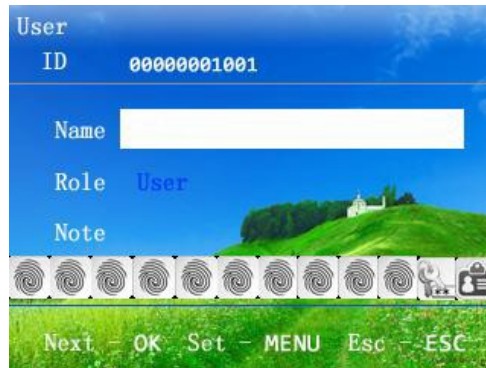 User
ID 00000001001
Name
Role User
Note
Next - OK Set - MENU Esc - ESC